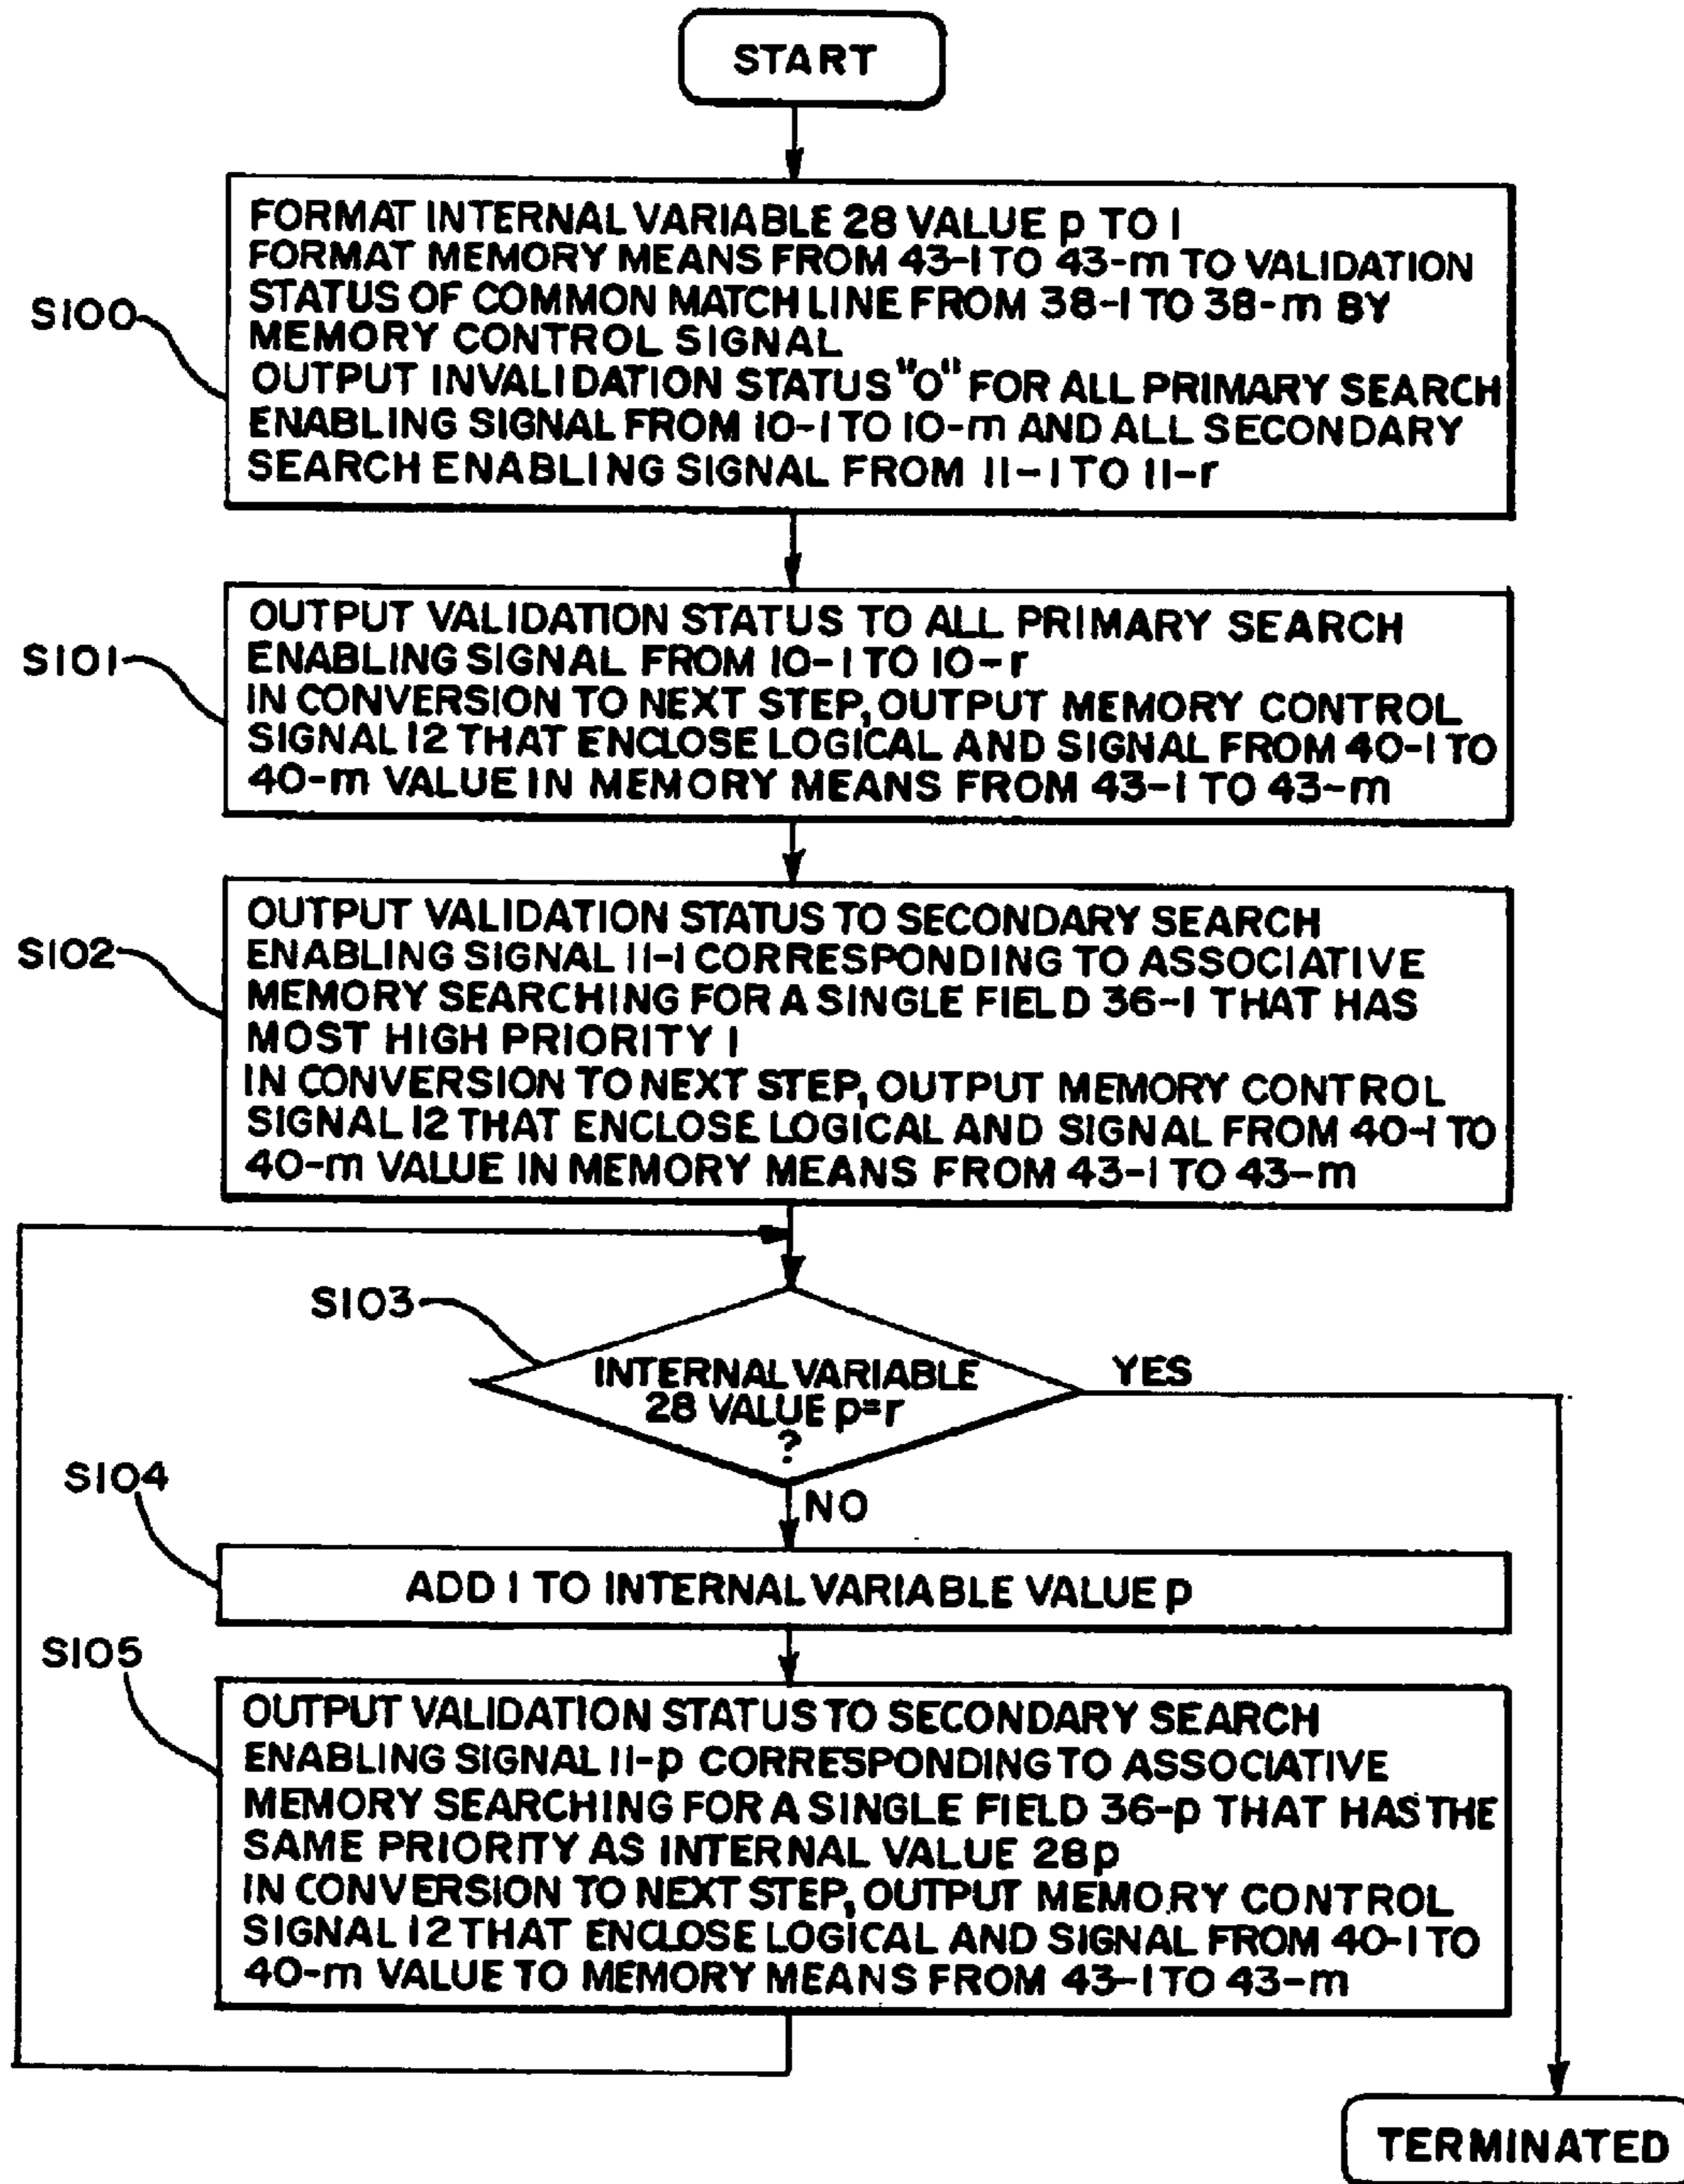 START
FORMAT INTERNAL VARIABLE 28 VALUE p TO 1
FORMAT MEMORY MEANS FROM 43-1 TO 43-m TO VALIDATION
STATUS OF COMMON MATCH LINE FROM 38-1 TO 38-m BY
MEMORY CONTROL SIGNAL
OUTPUT INVALIDATION STATUS "0" FOR ALL PRIMARY SEARCH
ENABLING SIGNAL FROM 10-1 TO 10-m AND ALL SECONDARY
SEARCH ENABLING SIGNAL FROM 11-1 TO 11-r
S100
OUTPUT VALIDATION STATUS TO ALL PRIMARY SEARCH
ENABLING SIGNAL FROM 10-1 TO 10-r
IN CONVERSION TO NEXT STEP, OUTPUT MEMORY CONTROL
SIGNAL 12 THAT ENCLOSE LOGICAL AND SIGNAL FROM 40-1 TO
40-m VALUE IN MEMORY MEANS FROM 43-1 TO 43-m
S101
OUTPUT VALIDATION STATUS TO SECONDARY SEARCH
ENABLING SIGNAL 11-1 CORRESPONDING TO ASSOCIATIVE
MEMORY SEARCHING FOR A SINGLE FIELD 36-1 THAT HAS
MOST HIGH PRIORITY 1
IN CONVERSION TO NEXT STEP, OUTPUT MEMORY CONTROL
SIGNAL 12 THAT ENCLOSE LOGICAL AND SIGNAL FROM 40-1 TO
40-m VALUE IN MEMORY MEANS FROM 43-1 TO 43-m
S102
S103
INTERNAL VARIABLE
28 VALUE p=r
?
YES
NO
S104
ADD 1 TO INTERNAL VARIABLE VALUE p
S105
OUTPUT VALIDATION STATUS TO SECONDARY SEARCH
ENABLING SIGNAL 11-p CORRESPONDING TO ASSOCIATIVE
MEMORY SEARCHING FOR A SINGLE FIELD 36-p THAT HAS THE
SAME PRIORITY AS INTERNAL VALUE 28p
IN CONVERSION TO NEXT STEP, OUTPUT MEMORY CONTROL
SIGNAL 12 THAT ENCLOSE LOGICAL AND SIGNAL FROM 40-1 TO
40-m VALUE TO MEMORY MEANS FROM 43-1 TO 43-m
TERMINATED